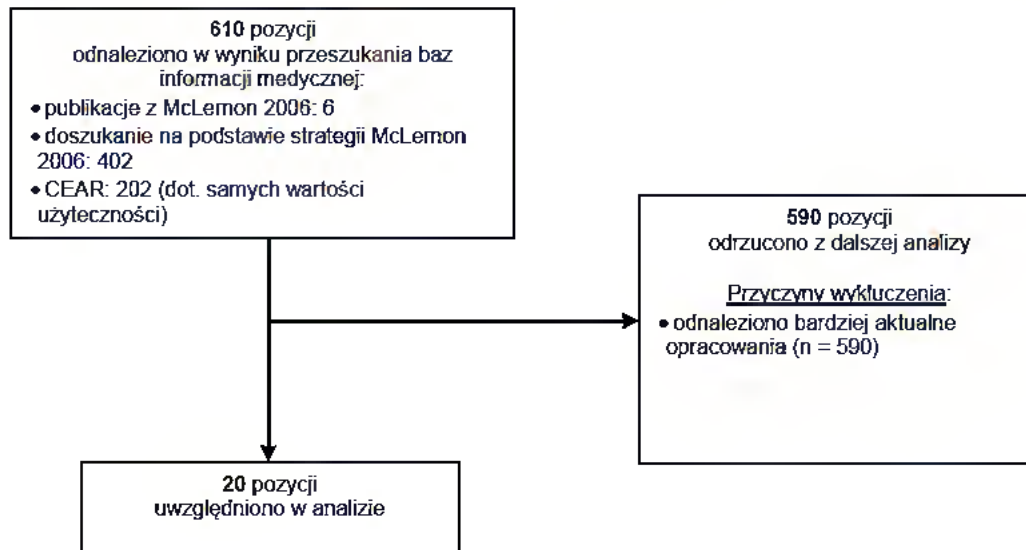 610 pozycji
odnaleziono w wyniku przeszukania baz
informacji medycznej:
• publikacje z McLernon 2006: 6
• doszukanie na podstawie strategii McLernon
2006: 402
• CEAR: 202 (dot. samych wartości
użyteczności)
590 pozycji
odrzucono z dalszej analizy
Przyczyny wykluczenia:
• odnaleziono bardziej aktualne
opracowania (n = 590)
20 pozycji
uwzględniono w analizie